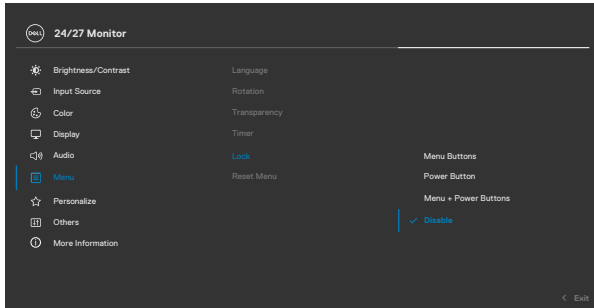 DELL 24/27 Monitor
Brightness/Contrast
Input Source
Color
Display
Audio
Menu
Personalize
Others
More Information
Language
Rotation
Transparency
Timer
Lock
Reset Menu
Menu Buttons
Power Button
Menu + Power Buttons
Disable
Exit